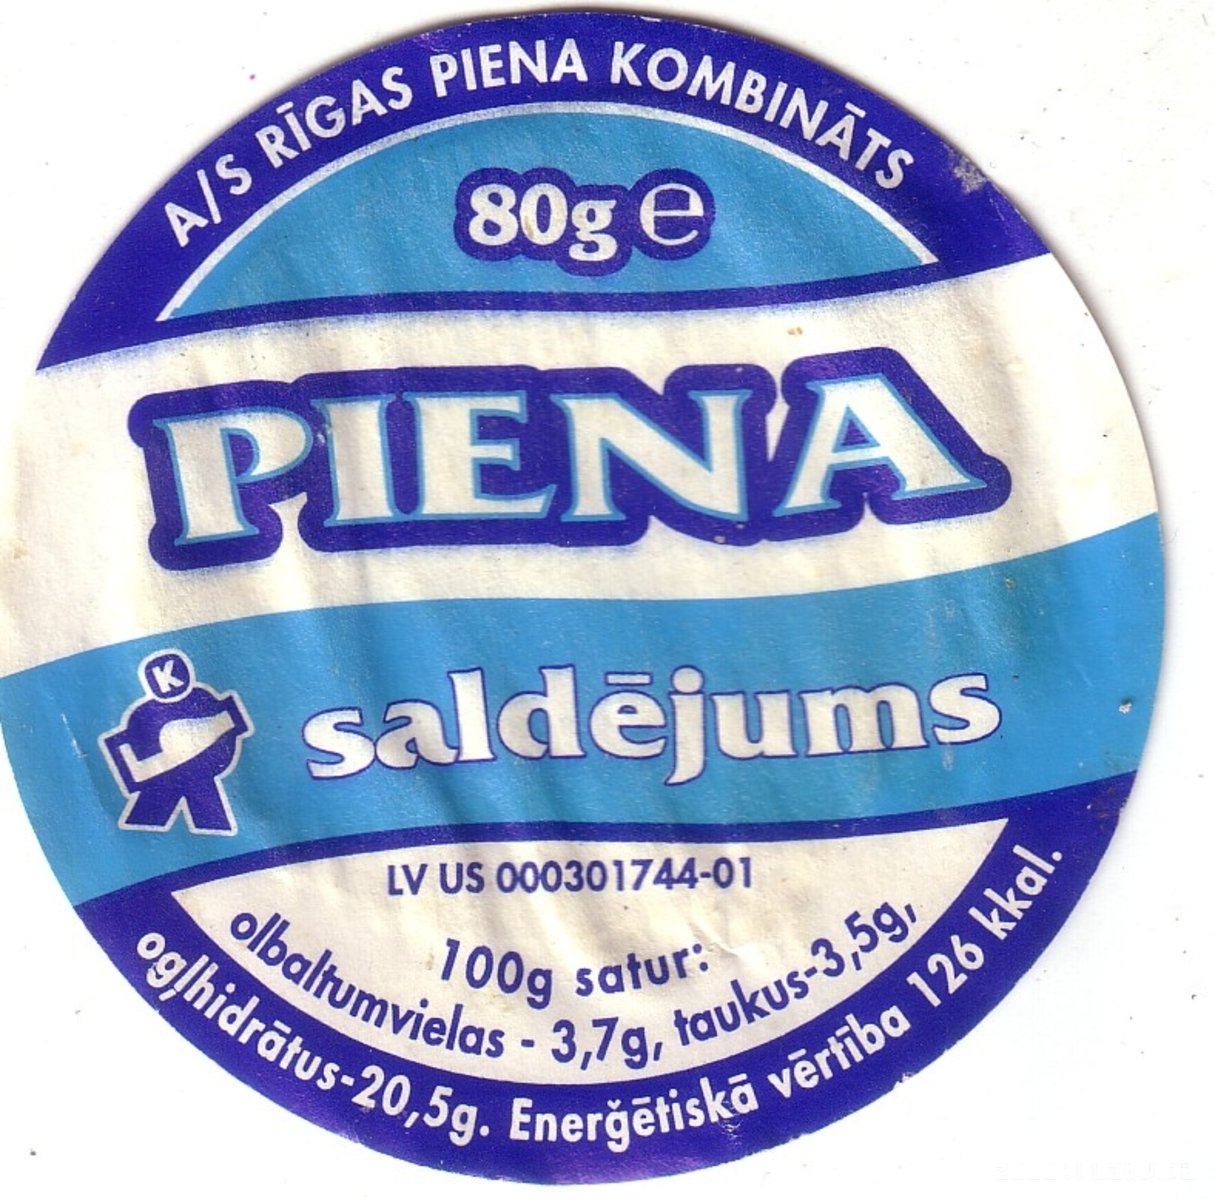 A/S RĪGAS PIENA KOMBINĀTS
80g ℮
PIENA
K
saldējums
LV US 000301744-01
100g satur:
olbaltumvielas - 3,7g, taukus-3,5g,
ogļhidrātus-20,5g. Enerģētiskā vērtība 126 kkal.